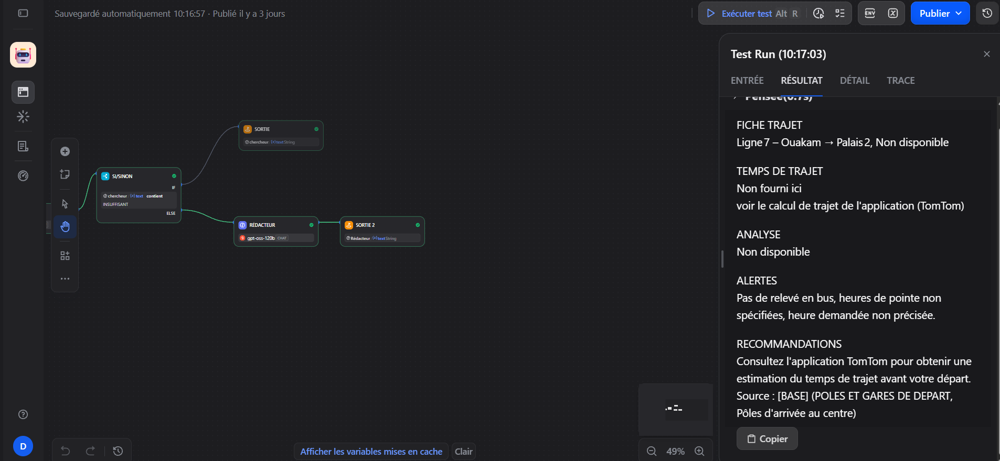 Sauvegardé automatiquement 10:16:57 · Publié il y a 3 jours
Exécuter test Alt R
ENV
Publier
Test Run (10:17:03)
ENTRÉE RÉSULTAT DÉTAIL TRACE
Pensée(0.7s)
FICHE TRAJET
Ligne 7 – Ouakam → Palais 2, Non disponible
TEMPS DE TRAJET
Non fourni ici
voir le calcul de trajet de l'application (TomTom)
ANALYSE
Non disponible
ALERTES
Pas de relevé en bus, heures de pointe non
spécifiées, heure demandée non précisée.
RECOMMANDATIONS
Consultez l'application TomTom pour obtenir une
estimation du temps de trajet avant votre départ.
Source : [BASE] (POLES ET GARES DE DEPART,
Pôles d'arrivée au centre)
Copier
SORTIE
chercheur / {x} text String
SI/SINON
IF
chercheur / {x} text contient
INSUFFISANT
ELSE
RÉDACTEUR
gpt-oss-120b CHAT
SORTIE 2
Rédacteur / {x} text String
D
Afficher les variables mises en cache
Clair
49%